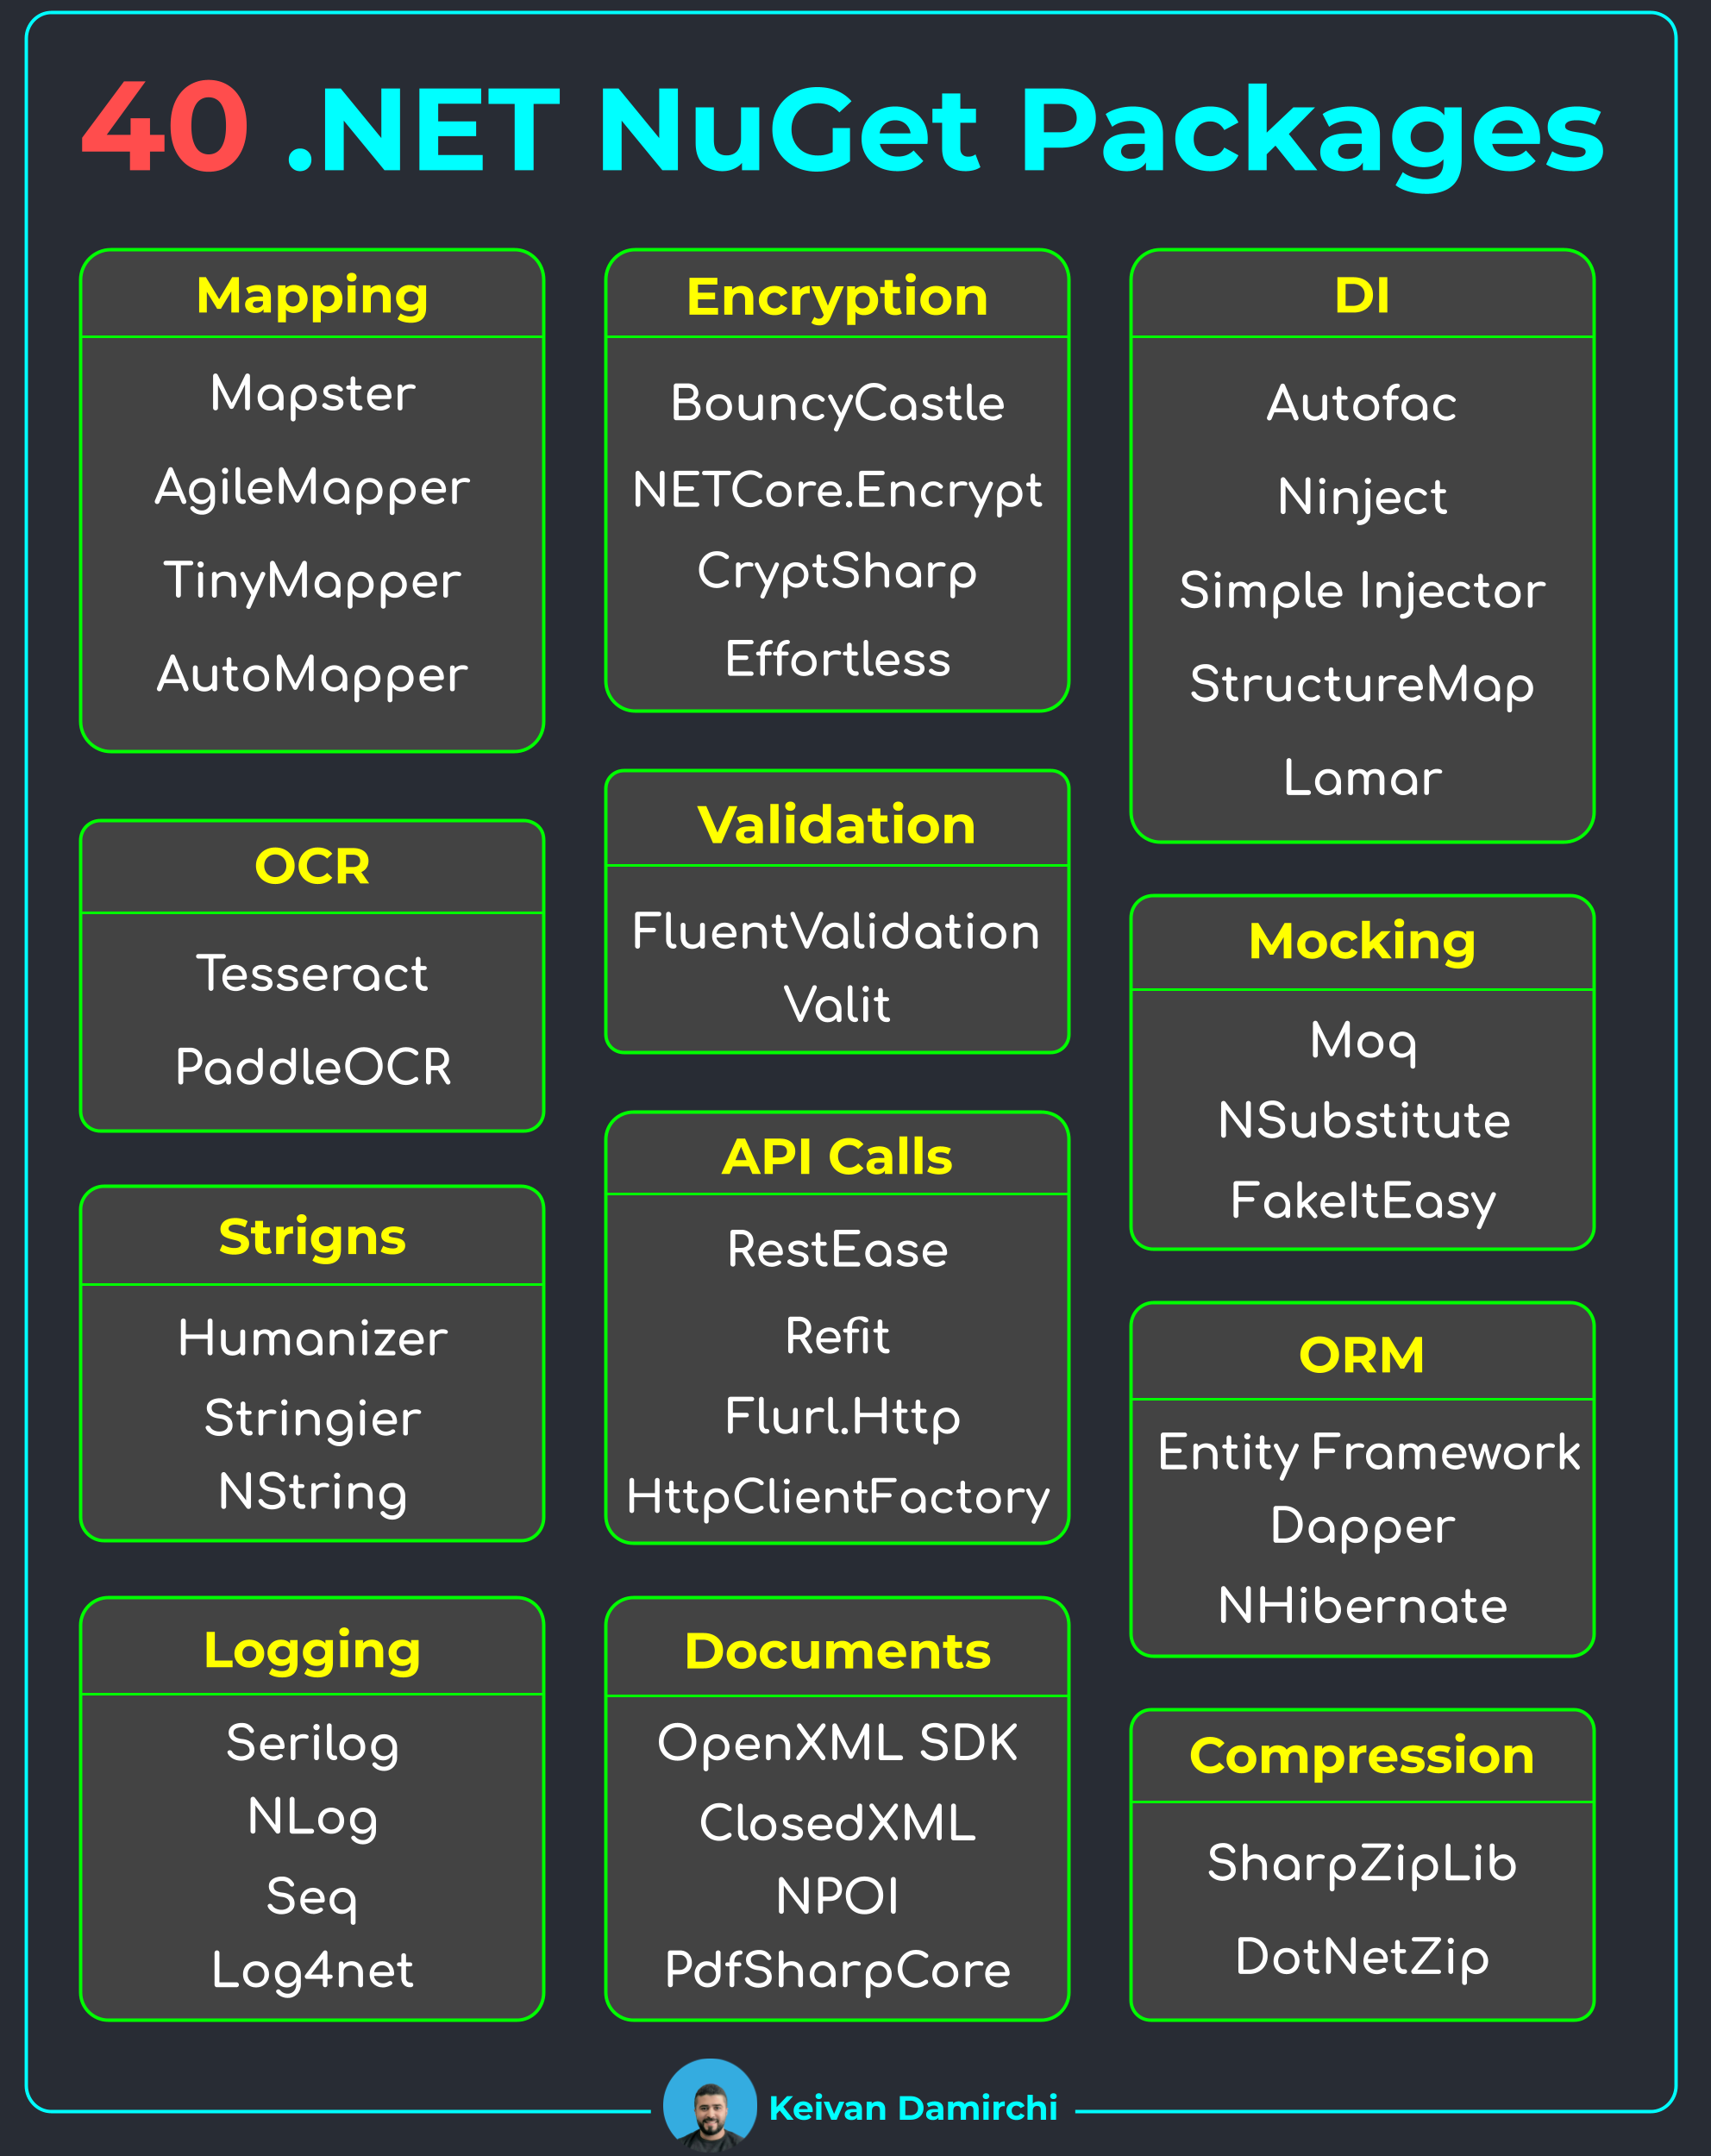 40 .NET NuGet Packages
Mapping
Mapster
AgileMapper
TinyMapper
AutoMapper
OCR
Tesseract
PaddleOCR
Strigns
Humanizer
Stringier
NString
Logging
Serilog
NLog
Seq
Log4net
Encryption
BouncyCastle
NETCore.Encrypt
CryptSharp
Effortless
Validation
FluentValidation
Valit
API Calls
RestEase
Refit
Flurl.Http
HttpClientFactory
Documents
OpenXML SDK
ClosedXML
NPOI
PdfSharpCore
DI
Autofac
Ninject
Simple Injector
StructureMap
Lamar
Mocking
Moq
NSubstitute
FakeItEasy
ORM
Entity Framework
Dapper
NHibernate
Compression
SharpZipLib
DotNetZip
Keivan Damirchi